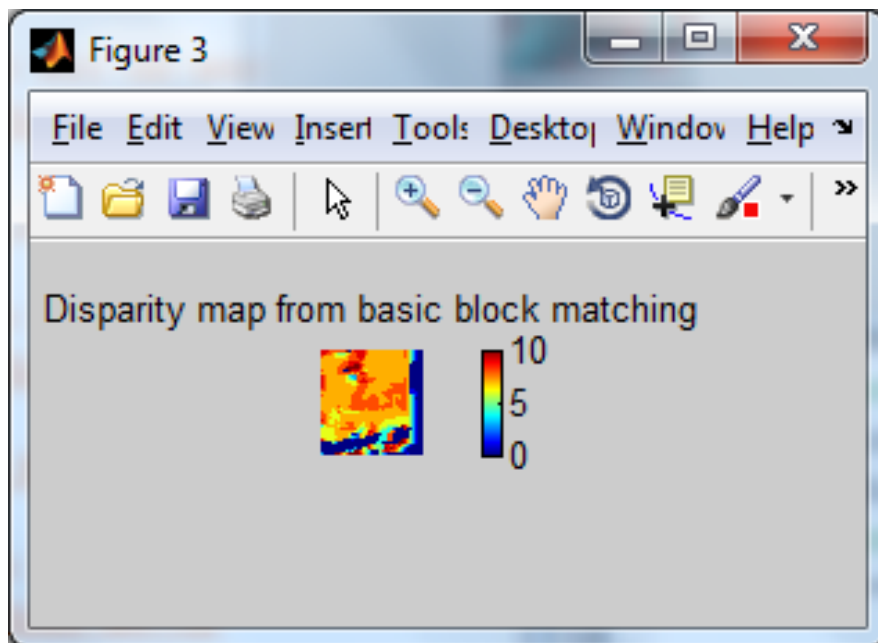 Figure 3
File Edit View Insert Tools Desktop Window Help
Disparity map from basic block matching
10
5
0